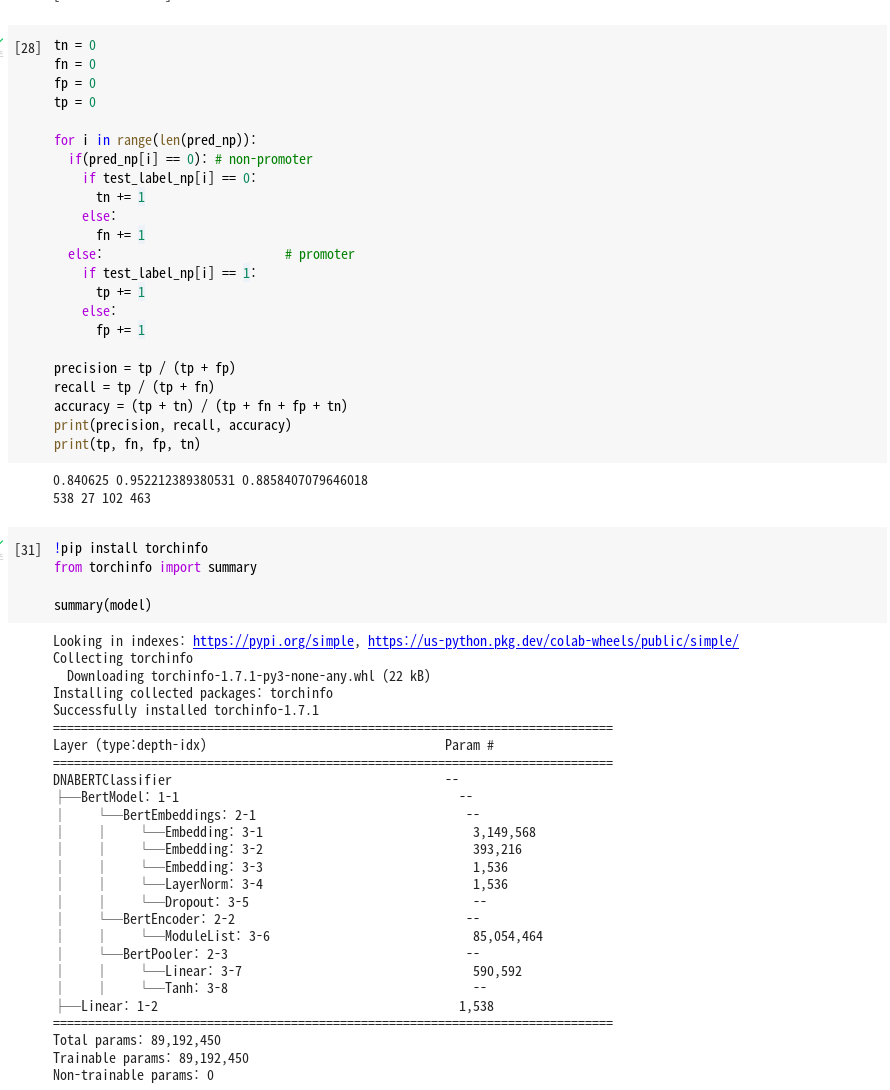 [28] tn = 0
fn = 0
fp = 0
tp = 0
for i in range(len(pred_np)):
  if(pred_np[i] == 0): # non-promoter
    if test_label_np[i] == 0:
      tn += 1
    else:
      fn += 1
  else:                          # promoter
    if test_label_np[i] == 1:
      tp += 1
    else:
      fp += 1
precision = tp / (tp + fp)
recall = tp / (tp + fn)
accuracy = (tp + tn) / (tp + fn + fp + tn)
print(precision, recall, accuracy)
print(tp, fn, fp, tn)
0.840625 0.952212389380531 0.8858407079646018
538 27 102 463
[31] !pip install torchinfo
from torchinfo import summary
summary(model)
Looking in indexes: https://pypi.org/simple, https://us-python.pkg.dev/colab-wheels/public/simple/
Collecting torchinfo
  Downloading torchinfo-1.7.1-py3-none-any.whl (22 kB)
Installing collected packages: torchinfo
Successfully installed torchinfo-1.7.1
================================================================================
Layer (type:depth-idx)                                  Param #
================================================================================
DNABERTClassifier                                       --
├─BertModel: 1-1                                        --
│    └─BertEmbeddings: 2-1                              --
│    │    └─Embedding: 3-1                              3,149,568
│    │    └─Embedding: 3-2                              393,216
│    │    └─Embedding: 3-3                              1,536
│    │    └─LayerNorm: 3-4                              1,536
│    │    └─Dropout: 3-5                                --
│    └─BertEncoder: 2-2                                 --
│    │    └─ModuleList: 3-6                             85,054,464
│    └─BertPooler: 2-3                                  --
│    │    └─Linear: 3-7                                 590,592
│    │    └─Tanh: 3-8                                   --
├─Linear: 1-2                                           1,538
================================================================================
Total params: 89,192,450
Trainable params: 89,192,450
Non-trainable params: 0